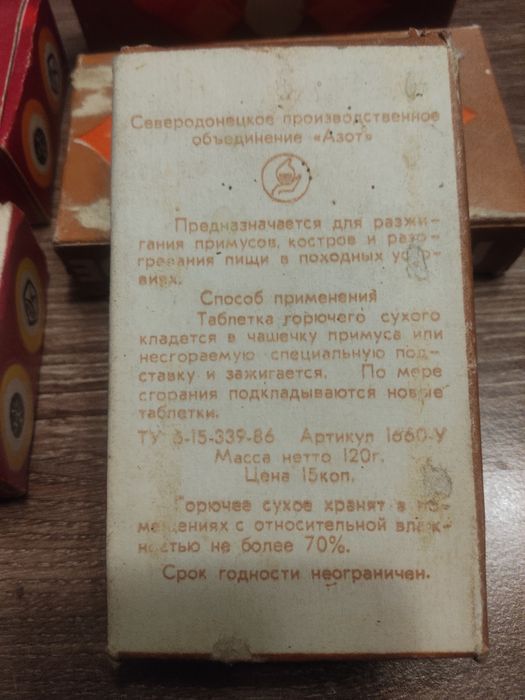 Северодонецкое производственное
объединение «Азот»
Предназначается для разжи-
гания примусов, костров и разо-
гревания пищи в походных усло-
виях.
Способ применения
Таблетка горючего сухого
кладется в чашечку примуса или
несгораемую специальную под-
ставку и зажигается. По мере
сгорания подкладываются новые
таблетки.
ТУ 6-15-339-86 Артикул 1660-У
Масса нетто 120г.
Цена 15коп.
Горючее сухое хранят в по-
мещениях с относительной влаж-
ностью не более 70%.
Срок годности неограничен.